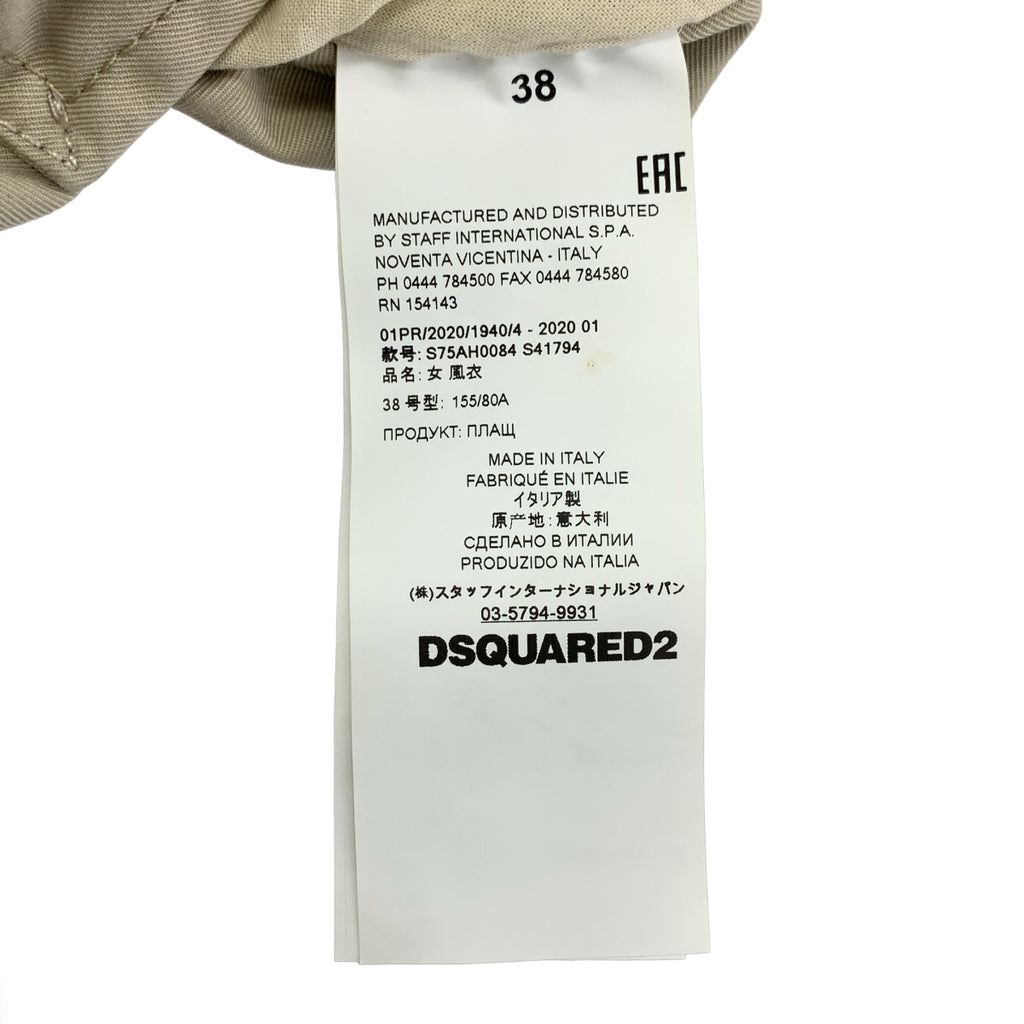 38
EAC
MANUFACTURED AND DISTRIBUTED
BY STAFF INTERNATIONAL S.P.A.
NOVENTA VICENTINA - ITALY
PH 0444 784500 FAX 0444 784580
RN 154143
01PR/2020/1940/4 - 2020 01
款号: S75AH0084 S41794
品名: 女 風衣
38 号型: 155/80A
ПРОДУКТ: ПЛАЩ
MADE IN ITALY
FABRIQUÉ EN ITALIE
イタリア製
原产地: 意大利
СДЕЛАНО В ИТАЛИИ
PRODUZIDO NA ITALIA
(株)スタッフインターナショナルジャパン
03-5794-9931
DSQUARED2